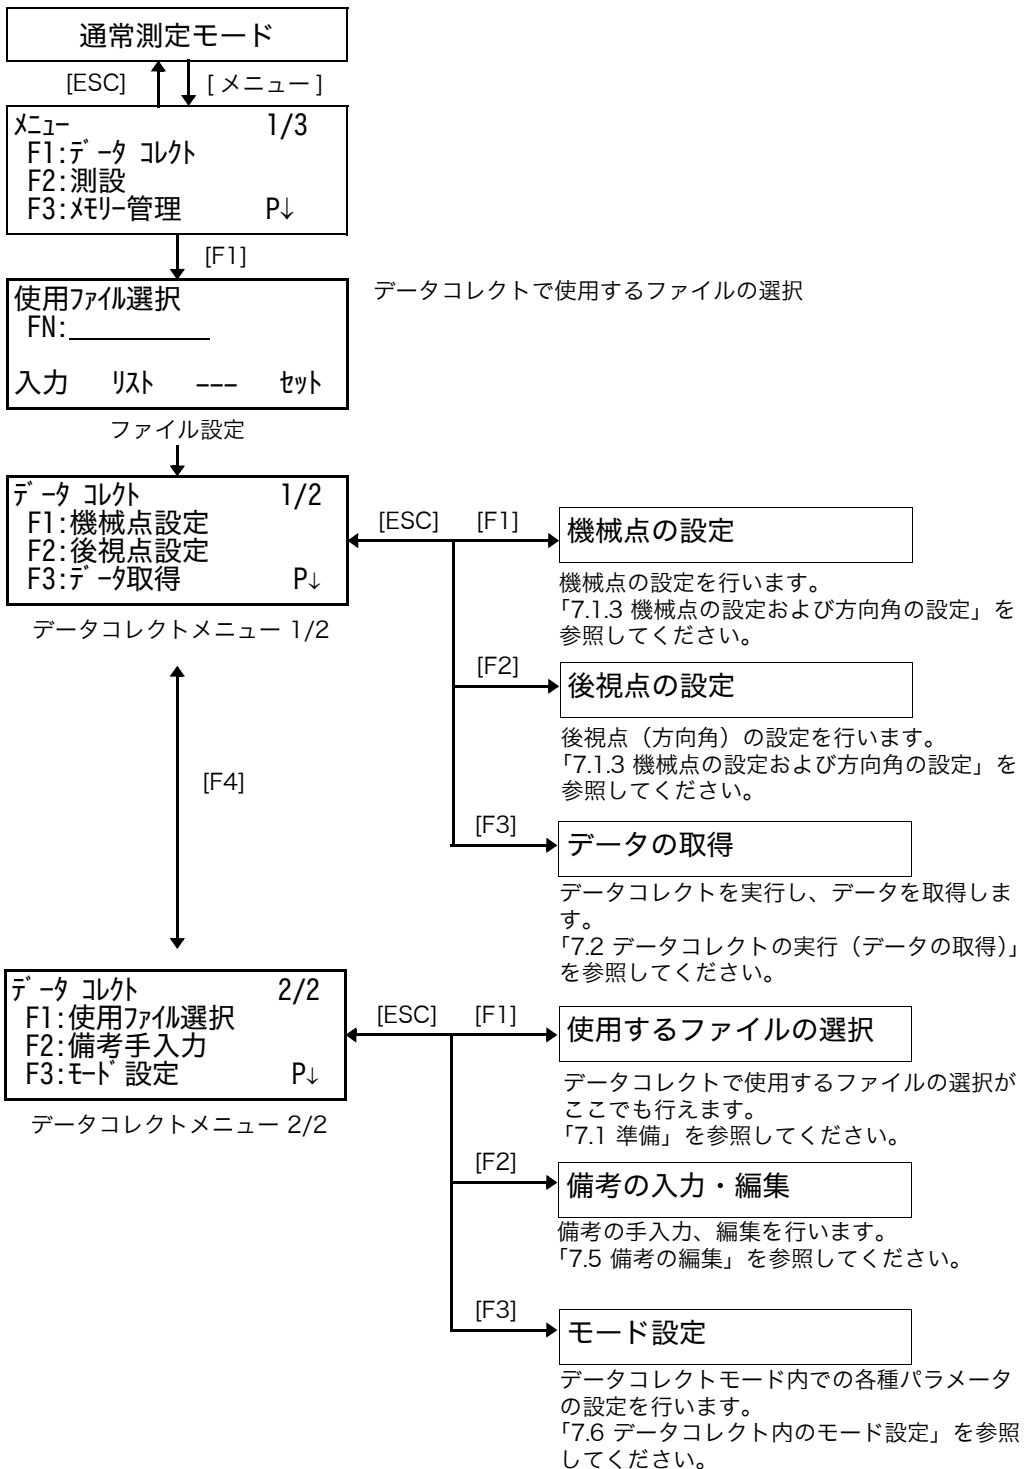 通常測定モード
[ESC] [ メニュー ]
ﾒﾆｭｰ 1/3
F1:ﾃﾞｰﾀ ｺﾚｸﾄ
F2:測設
F3:ﾒﾓﾘｰ管理 P↓
[F1]
使用ﾌｧｲﾙ選択
FN:__________
入力 ﾘｽﾄ --- ｾｯﾄ
データコレクトで使用するファイルの選択
ファイル設定
ﾃﾞｰﾀ ｺﾚｸﾄ 1/2
F1:機械点設定
F2:後視点設定
F3:ﾃﾞｰﾀ取得 P↓
データコレクトメニュー 1/2
[ESC] [F1]
機械点の設定
機械点の設定を行います。
「7.1.3 機械点の設定および方向角の設定」を
参照してください。
[F2]
後視点の設定
後視点（方向角）の設定を行います。
「7.1.3 機械点の設定および方向角の設定」を
参照してください。
[F3]
データの取得
データコレクトを実行し、データを取得しま
す。
「7.2 データコレクトの実行（データの取得）」
を参照してください。
[F4]
ﾃﾞｰﾀ ｺﾚｸﾄ 2/2
F1:使用ﾌｧｲﾙ選択
F2:備考手入力
F3:ﾓｰﾄﾞ設定 P↓
データコレクトメニュー 2/2
[ESC] [F1]
使用するファイルの選択
データコレクトで使用するファイルの選択が
ここでも行えます。
「7.1 準備」を参照してください。
[F2]
備考の入力・編集
備考の手入力、編集を行います。
「7.5 備考の編集」を参照してください。
[F3]
モード設定
データコレクトモード内での各種パラメータ
の設定を行います。
「7.6 データコレクト内のモード設定」を参照
してください。